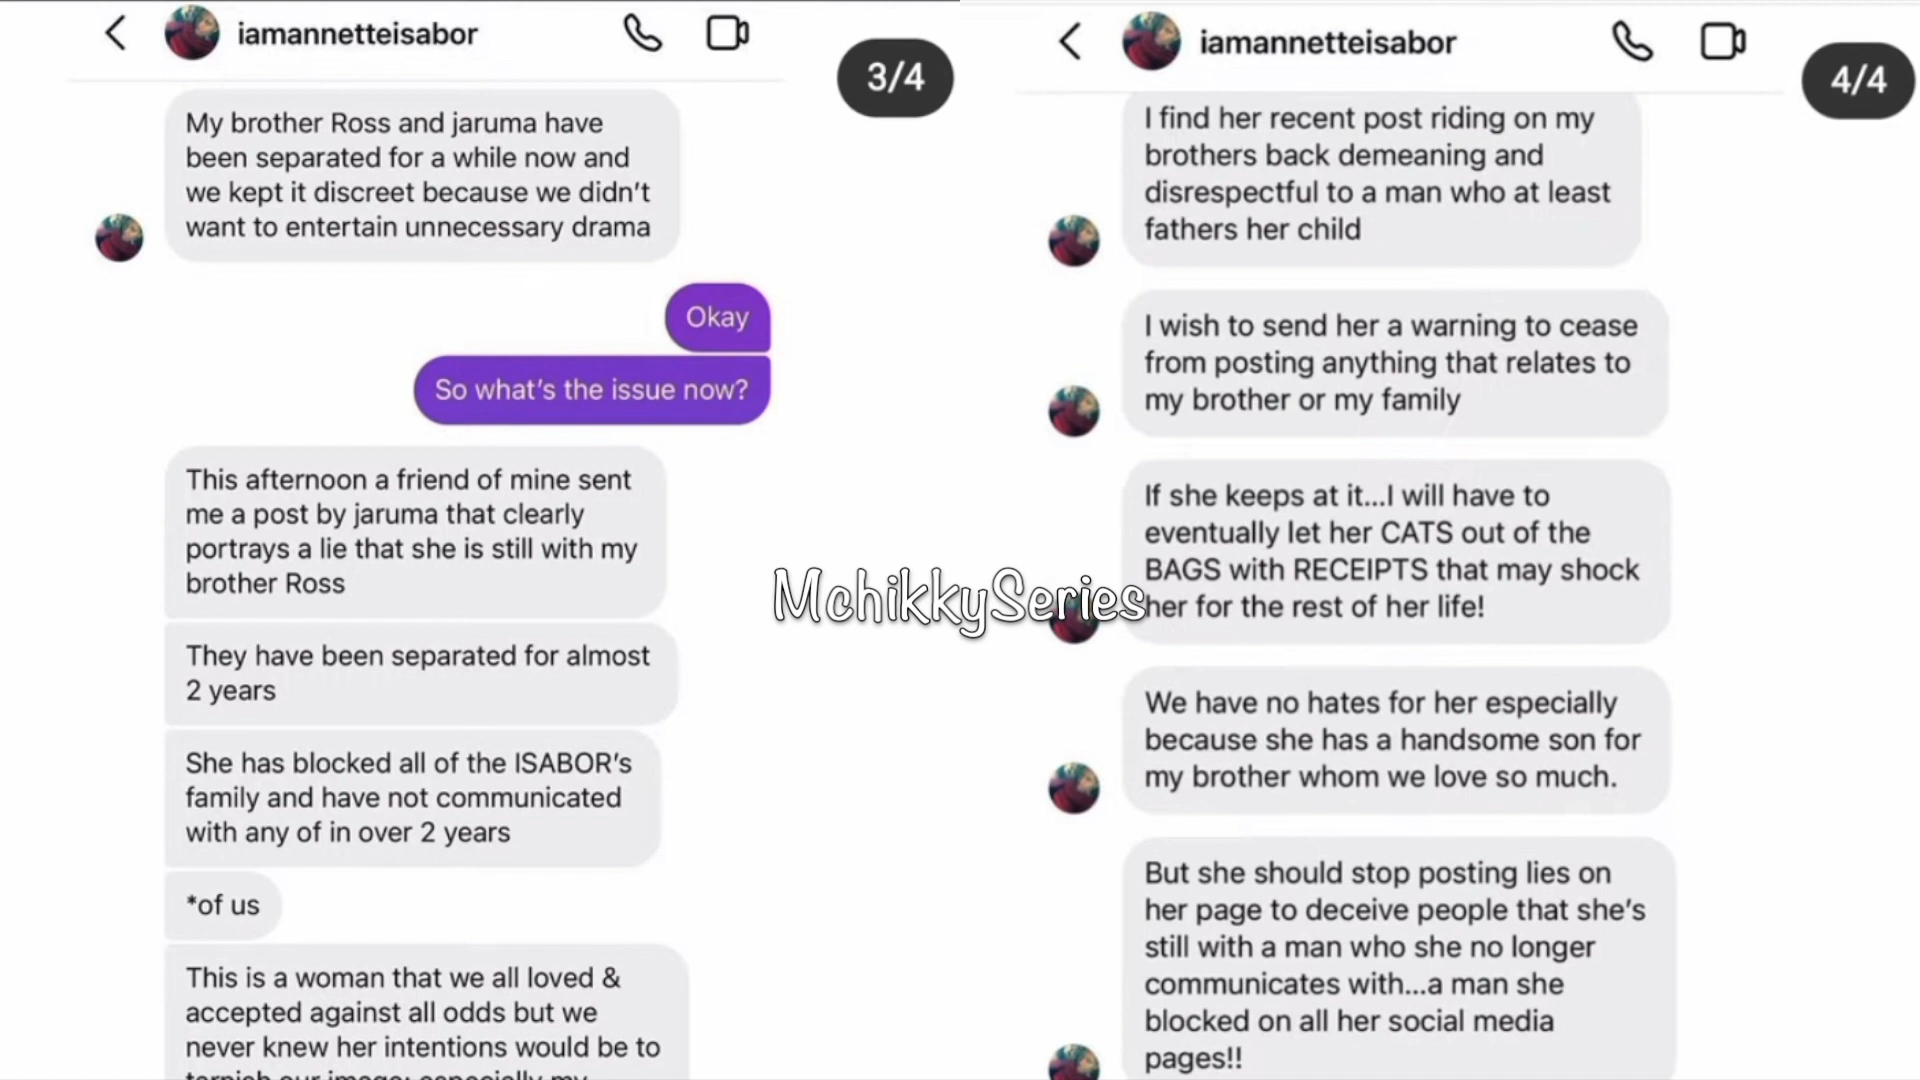 iamannetteisabor
3/4
My brother Ross and jaruma have
been separated for a while now and
we kept it discreet because we didn't
want to entertain unnecessary drama
Okay
So what's the issue now?
This afternoon a friend of mine sent
me a post by jaruma that clearly
portrays a lie that she is still with my
brother Ross
They have been separated for almost
2 years
She has blocked all of the ISABOR's
family and have not communicated
with any of in over 2 years
*of us
This is a woman that we all loved &
accepted against all odds but we
never knew her intentions would be to
tarnish our image; especially my
iamannetteisabor
4/4
I find her recent post riding on my
brothers back demeaning and
disrespectful to a man who at least
fathers her child
I wish to send her a warning to cease
from posting anything that relates to
my brother or my family
If she keeps at it...I will have to
eventually let her CATS out of the
BAGS with RECEIPTS that may shock
her for the rest of her life!
We have no hates for her especially
because she has a handsome son for
my brother whom we love so much.
But she should stop posting lies on
her page to deceive people that she's
still with a man who she no longer
communicates with...a man she
blocked on all her social media
pages!!
MchikkySeries